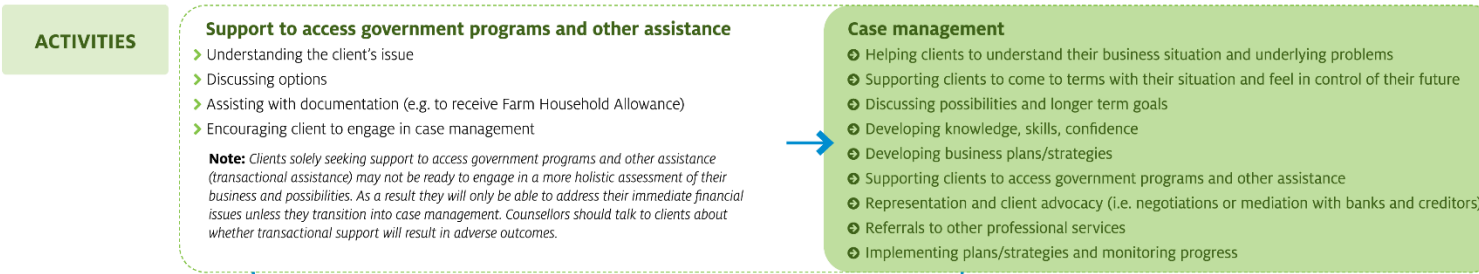 ACTIVITIES
Support to access government programs and other assistance
Understanding the client's issue
Discussing options
Assisting with documentation (e.g. to receive Farm Household Allowance)
Encouraging client to engage in case management
Note: Clients solely seeking support to access government programs and other assistance
(transactional assistance) may not be ready to engage in a more holistic assessment of their
business and possibilities. As a result they will only be able to address their immediate financial
issues unless they transition into case management. Counsellors should talk to clients about
whether transactional support will result in adverse outcomes.
Case management
Helping clients to understand their business situation and underlying problems
Supporting clients to come to terms with their situation and feel in control of their future
Discussing possibilities and longer term goals
Developing knowledge, skills, confidence
Developing business plans/strategies
Supporting clients to access government programs and other assistance
Representation and client advocacy (i.e. negotiations or mediation with banks and creditors)
Referrals to other professional services
Implementing plans/strategies and monitoring progress